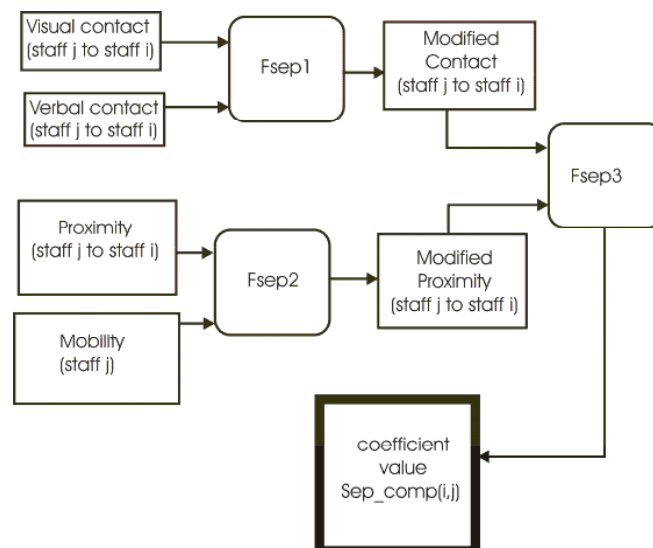 Visual contact
(staff j to staff i)
Verbal contact
(staff j to staff i)
Fsep1
Modified
Contact
(staff j to staff i)
Fsep3
Proximity
(staff j to staff i)
Mobility
(staff j)
Fsep2
Modified
Proximity
(staff j to staff i)
coefficient
value
Sep_comp(i,j)